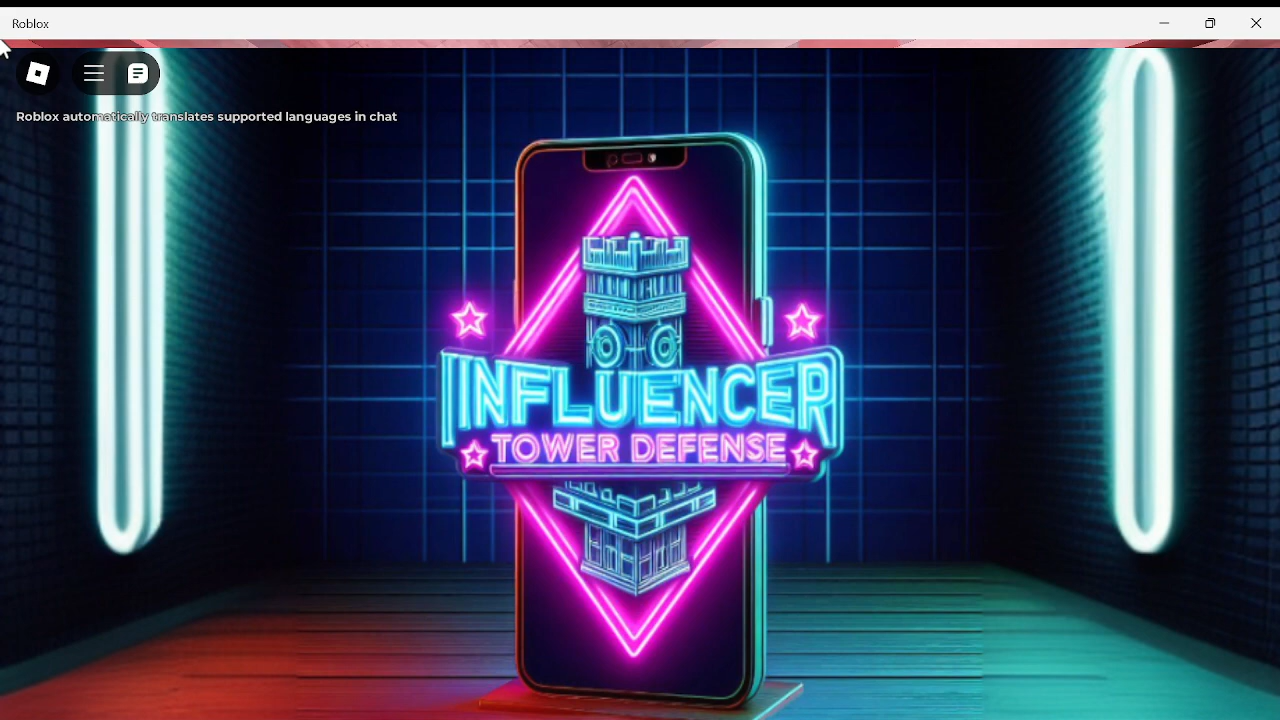 Roblox
Roblox automatically translates supported languages in chat
INFLUENCER
TOWER DEFENSE